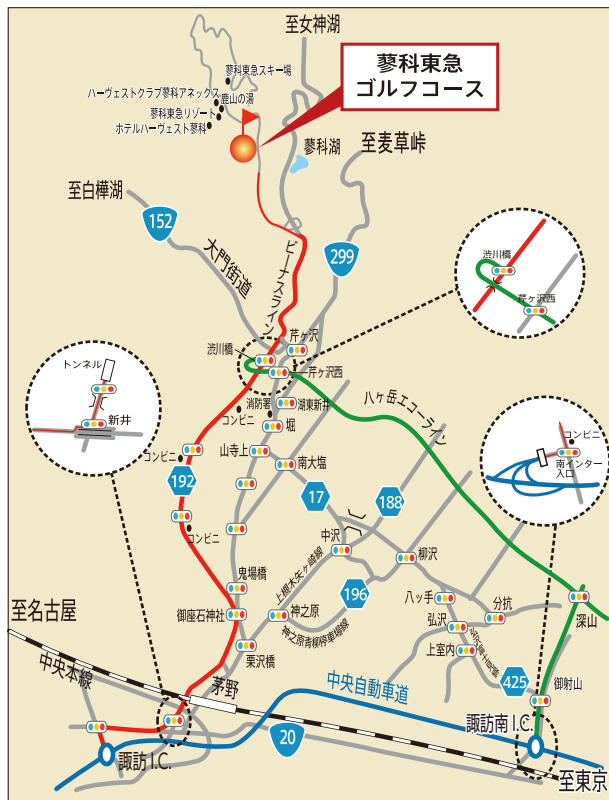 至女神湖
蓼科東急
ゴルフコース
蓼科東急スキー場
ハーヴェストクラブ蓼科アネックス
鹿山の湯
蓼科東急リゾート
ホテルハーヴェスト蓼科
蓼科湖
至麦草峠
至白樺湖
152
大門街道
ビーナスライン
299
渋川橋
芹ヶ沢西
芹ヶ沢
渋川橋
芹ヶ沢西
トンネル
新井
消防署
コンビニ
湖東新井
堀
八ヶ岳エコーライン
コンビニ
南インター
入口
コンビニ
山寺上
南大塩
192
17
188
コンビニ
中沢
柳沢
鬼場橋
上槻木矢ヶ崎線
196
八ッ手
分抗
深山
至名古屋
御座石神社
神之原
神之原青柳停車場線
弘沢
上室内
栗沢橋
425
御射山
中央本線
茅野
中央自動車道
諏訪南I.C.
20
諏訪I.C.
至東京